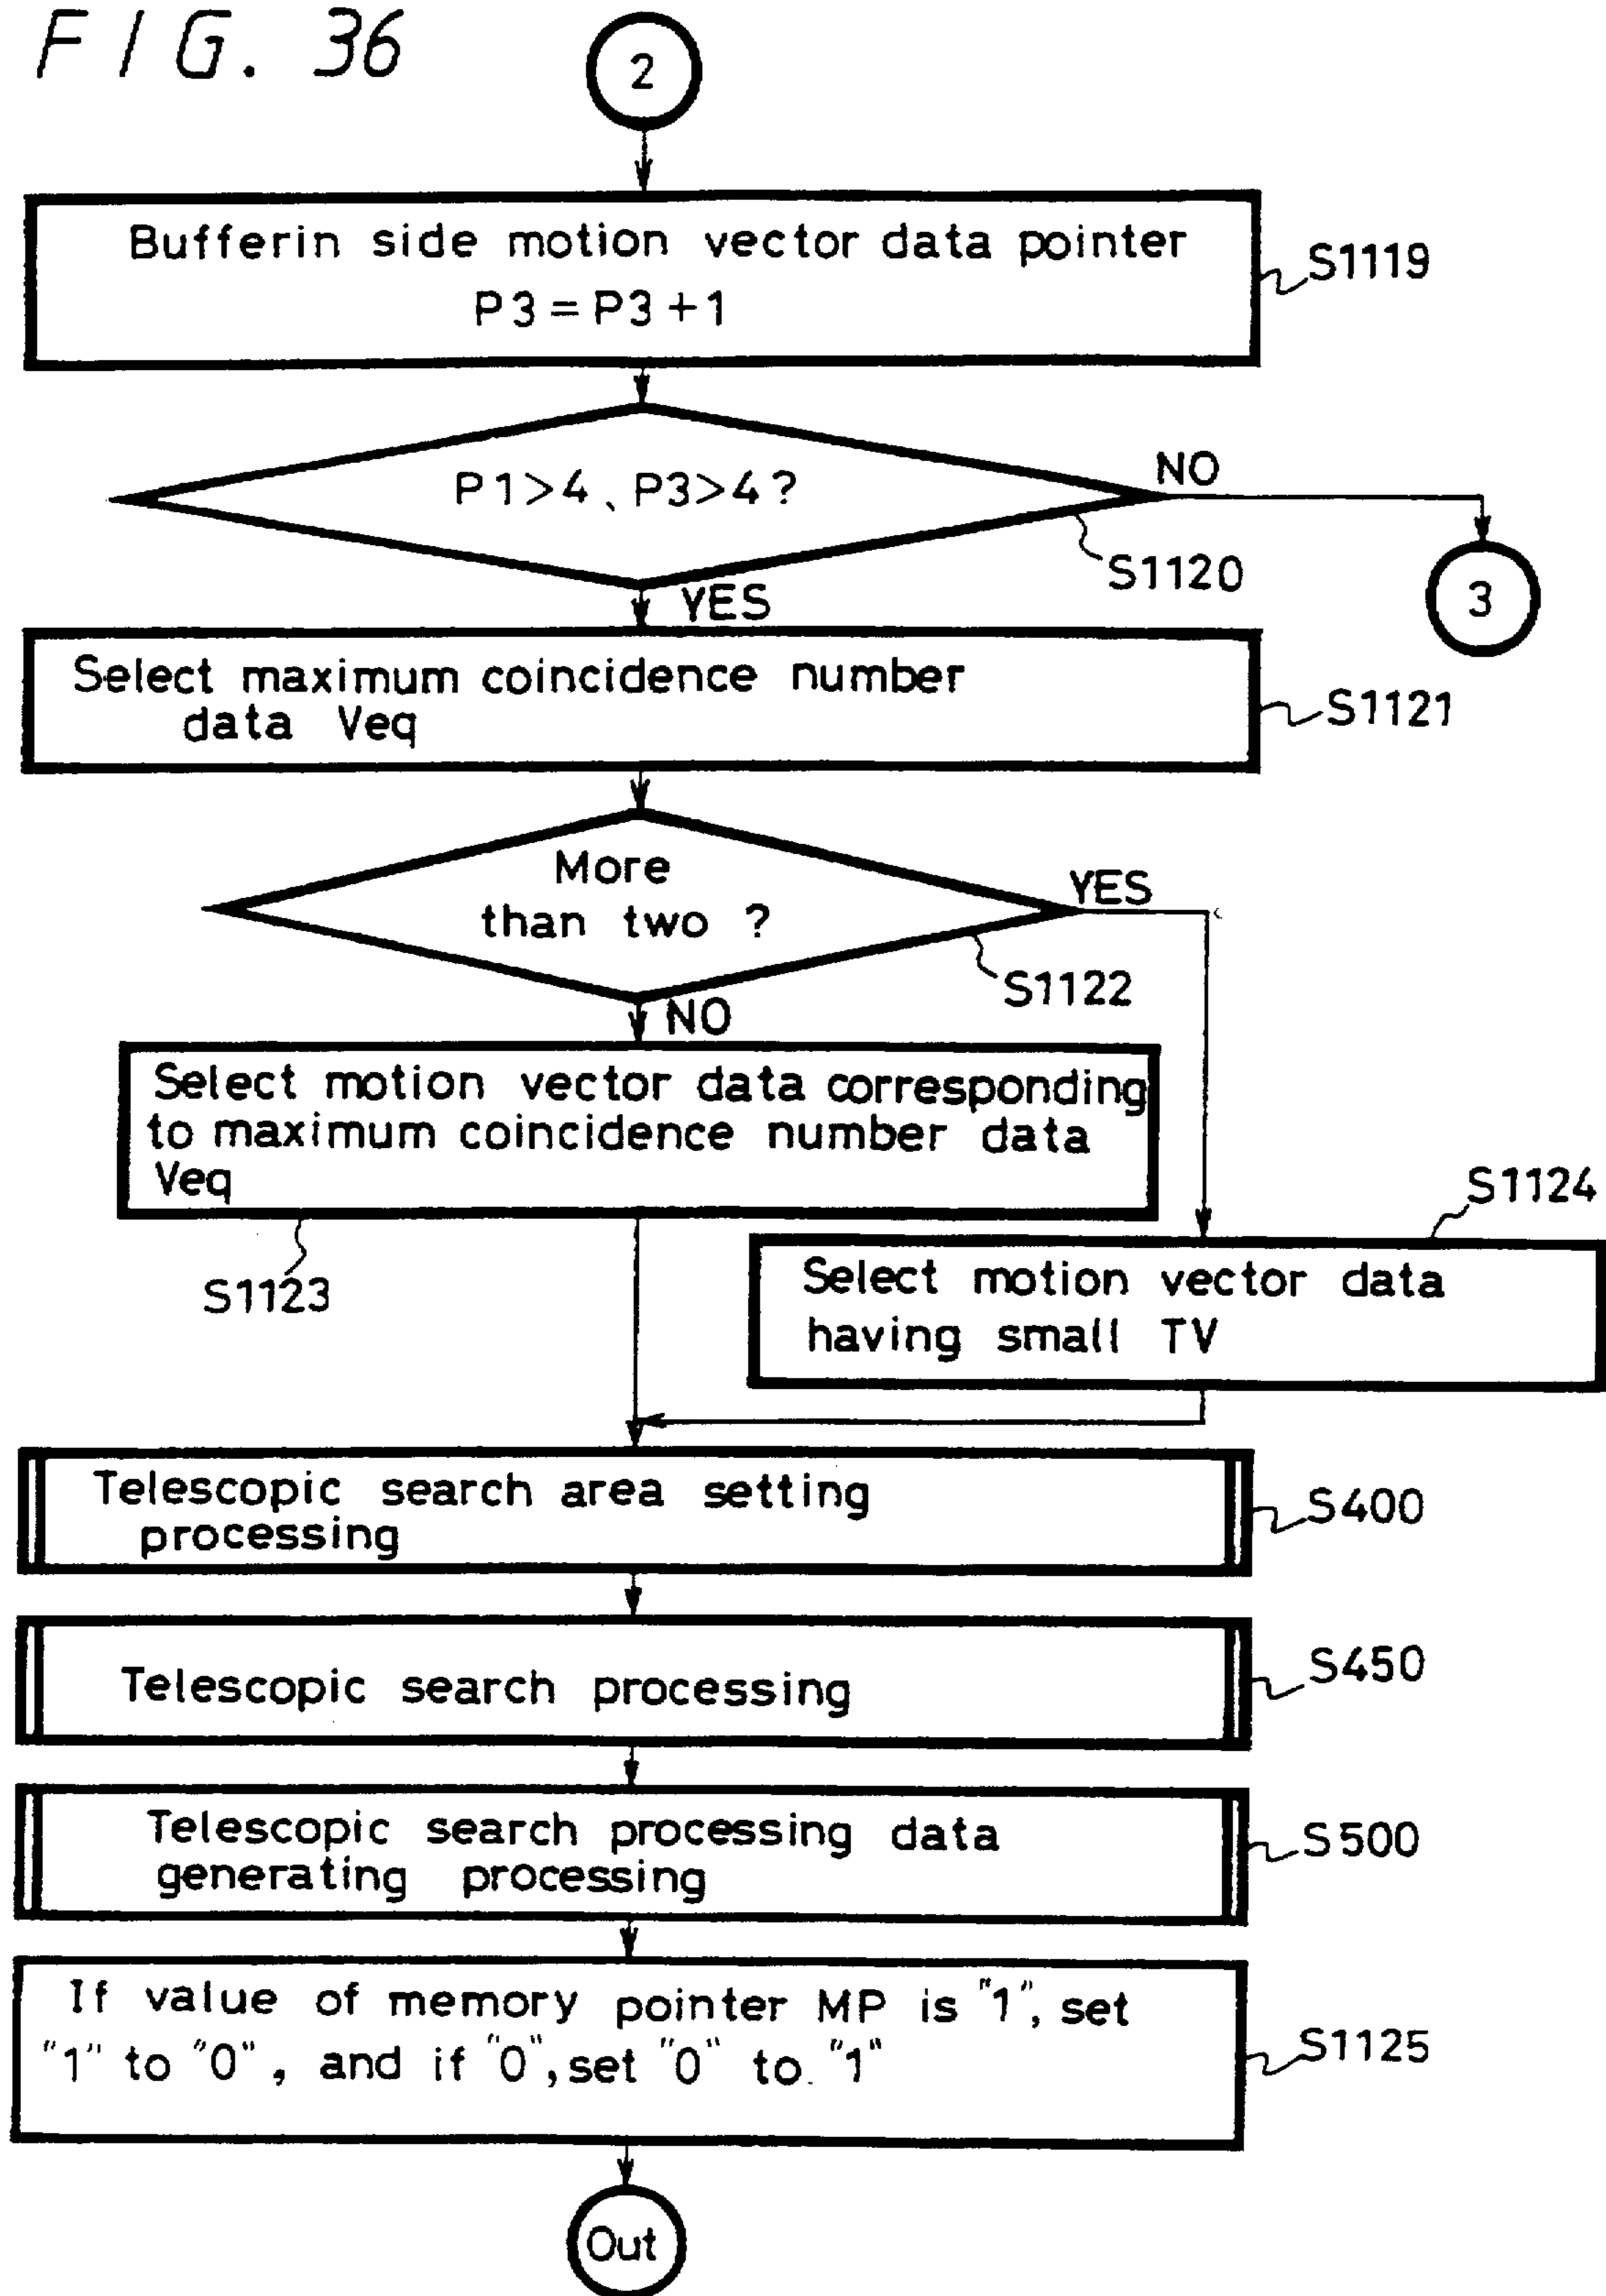 FIG. 36
2
Bufferin side motion vector data pointer
P3 = P3 + 1
S1119
P1>4、P3>4?
NO
S1120
3
YES
Select maximum coincidence number
data Veq
S1121
More
than two ?
YES
S1122
NO
Select motion vector data corresponding
to maximum coincidence number data
Veq
S1123
S1124
Select motion vector data
having small TV
Telescopic search area setting
processing
S400
Telescopic search processing
S450
Telescopic search processing data
generating processing
S500
If value of memory pointer MP is "1", set
"1" to "0", and if "0", set "0" to "1"
S1125
Out